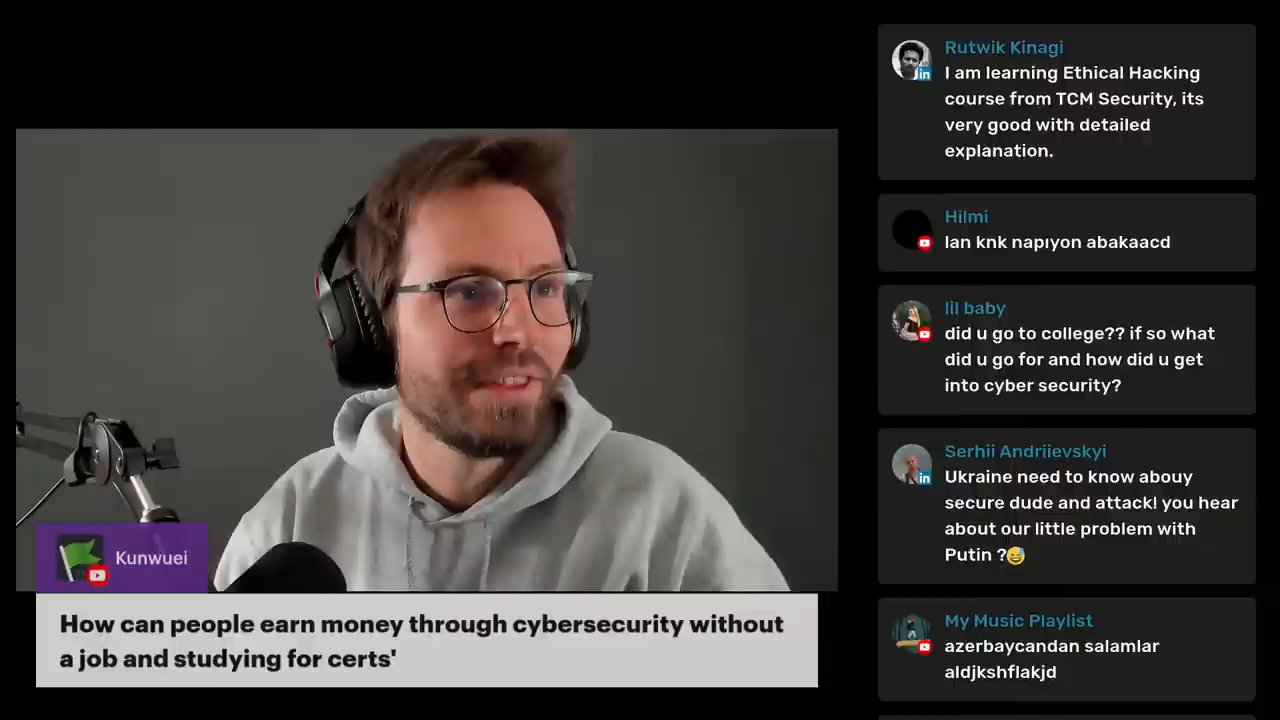 Rutwik Kinagi
I am learning Ethical Hacking
course from TCM Security, its
very good with detailed
explanation.
Hilmi
lan knk napıyon abakaacd
lil baby
did u go to college?? if so what
did u go for and how did u get
into cyber security?
Serhii Andriievskyi
Ukraine need to know abouy
secure dude and attack! you hear
about our little problem with
Putin ?😅
My Music Playlist
azerbaycandan salamlar
aldjkshflakjd
Kunwuei
How can people earn money through cybersecurity without
a job and studying for certs'